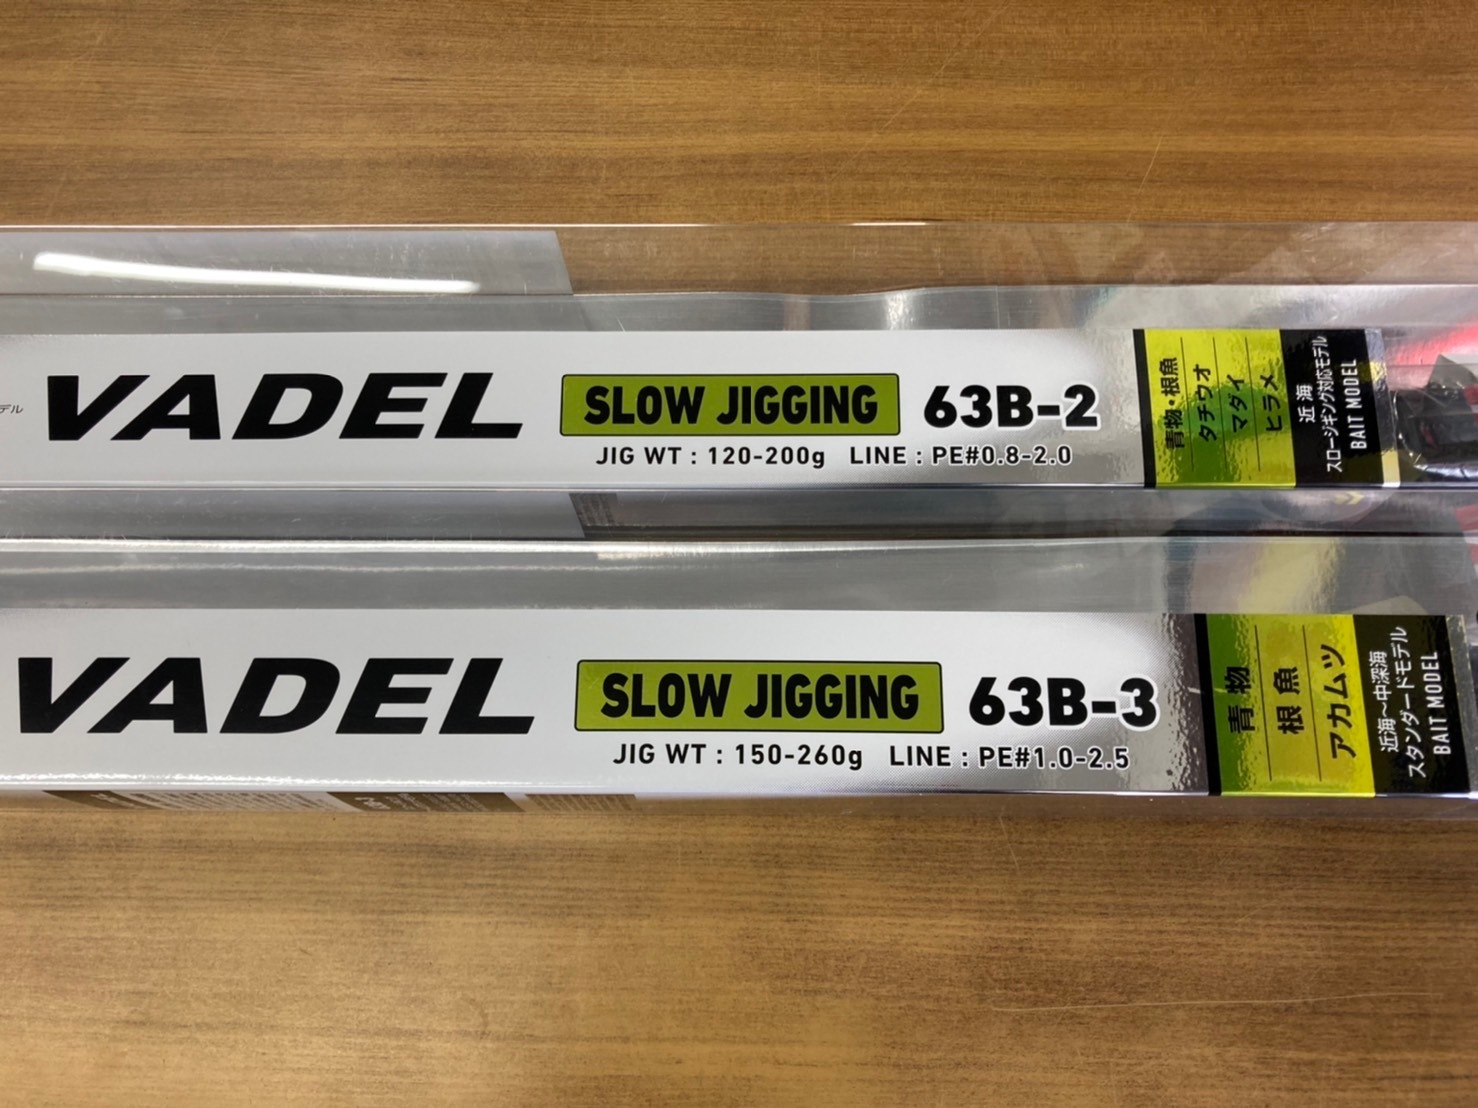 デル
VADEL SLOW JIGGING 63B-2
JIG WT : 120-200g LINE : PE#0.8-2.0
青物・根魚
タチウオ
マダイ
ヒラメ
近海
スロージギング対応モデル
BAIT MODEL
VADEL SLOW JIGGING 63B-3
JIG WT : 150-260g LINE : PE#1.0-2.5
青物
根魚
アカムツ
近海~中深海
スタンダードモデル
BAIT MODEL